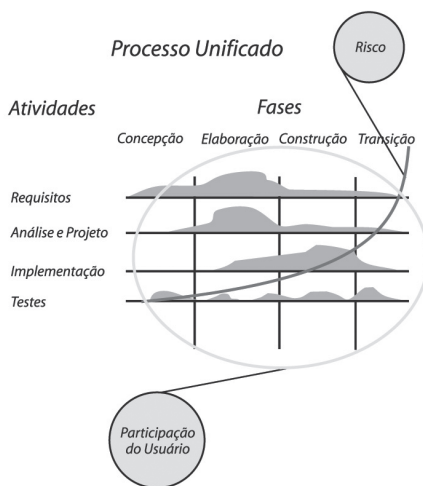 Processo Unificado
Risco
Atividades
Fases
Concepção Elaboração Construção Transição
Requisitos
Análise e Projeto
Implementação
Testes
Participação
do Usuário